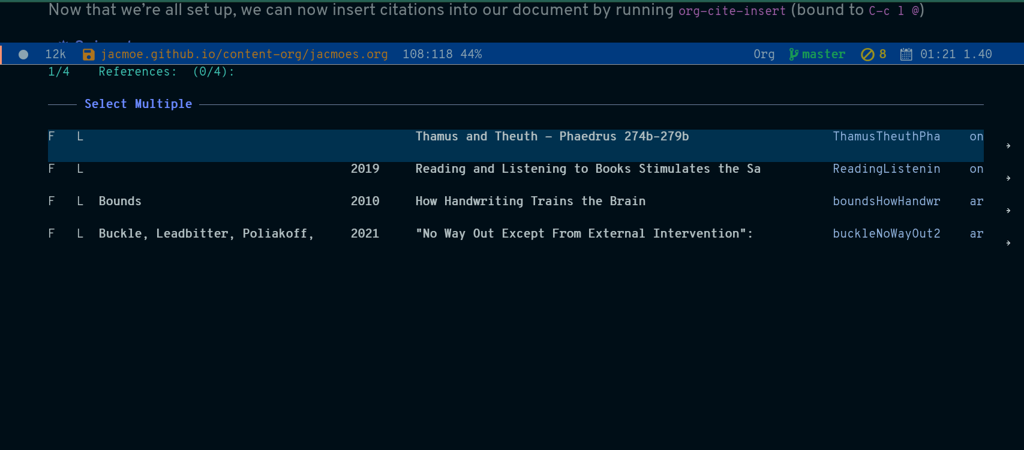 Now that we're all set up, we can now insert citations into our document by running org-cite-insert (bound to C-c l @)
12k jacmoe.github.io/content-org/jacmoes.org 108:118 44% Org master 8 01:21 1.40
1/4 References: (0/4):
Select Multiple
F L Thamus and Theuth – Phaedrus 274b-279b ThamusTheuthPha on
F L 2019 Reading and Listening to Books Stimulates the Sa ReadingListenin on
F L Bounds 2010 How Handwriting Trains the Brain boundsHowHandwr ar
F L Buckle, Leadbitter, Poliakoff, 2021 "No Way Out Except From External Intervention": buckleNoWayOut2 ar